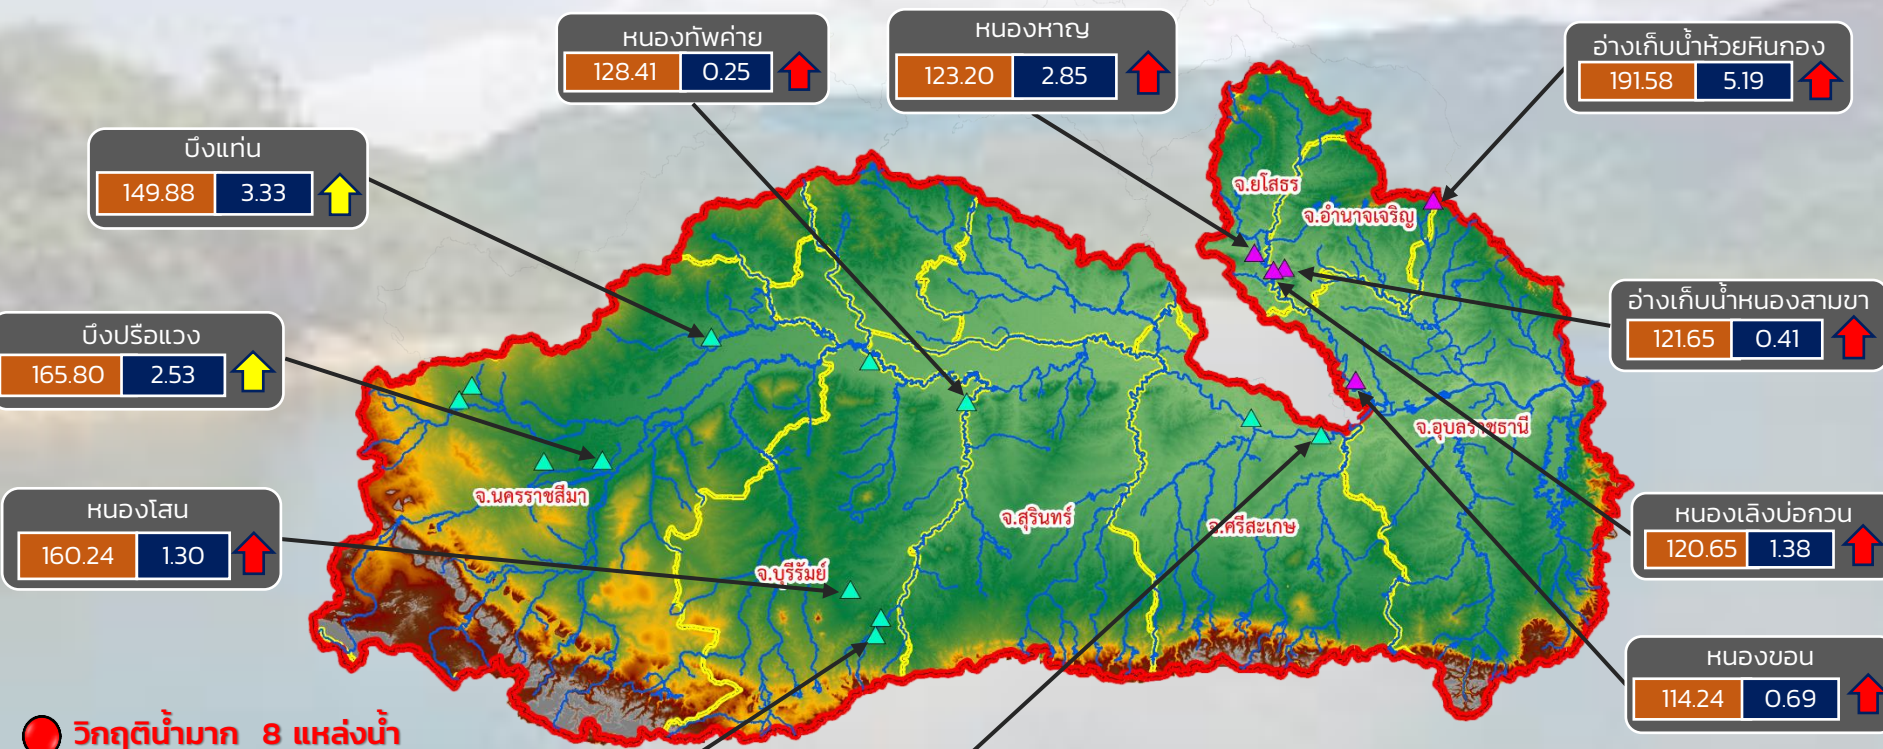 หนองทัพค่าย
128.41 0.25
หนองหาญ
123.20 2.85
อ่างเก็บน้ำห้วยหินกอง
191.58 5.19
บึงแท่น
149.88 3.33
จ.ยโสธร
จ.อำนาจเจริญ
อ่างเก็บน้ำหนองสามขา
121.65 0.41
บึงปรือแวง
165.80 2.53
จ.อุบลราชธานี
จ.นครราชสีมา
จ.สุรินทร์
จ.ศรีสะเกษ
หนองโสน
160.24 1.30
หนองเลิงบ่อกวน
120.65 1.38
จ.บุรีรัมย์
หนองขอน
114.24 0.69
วิกฤติน้ำมาก 8 แหล่งน้ำ